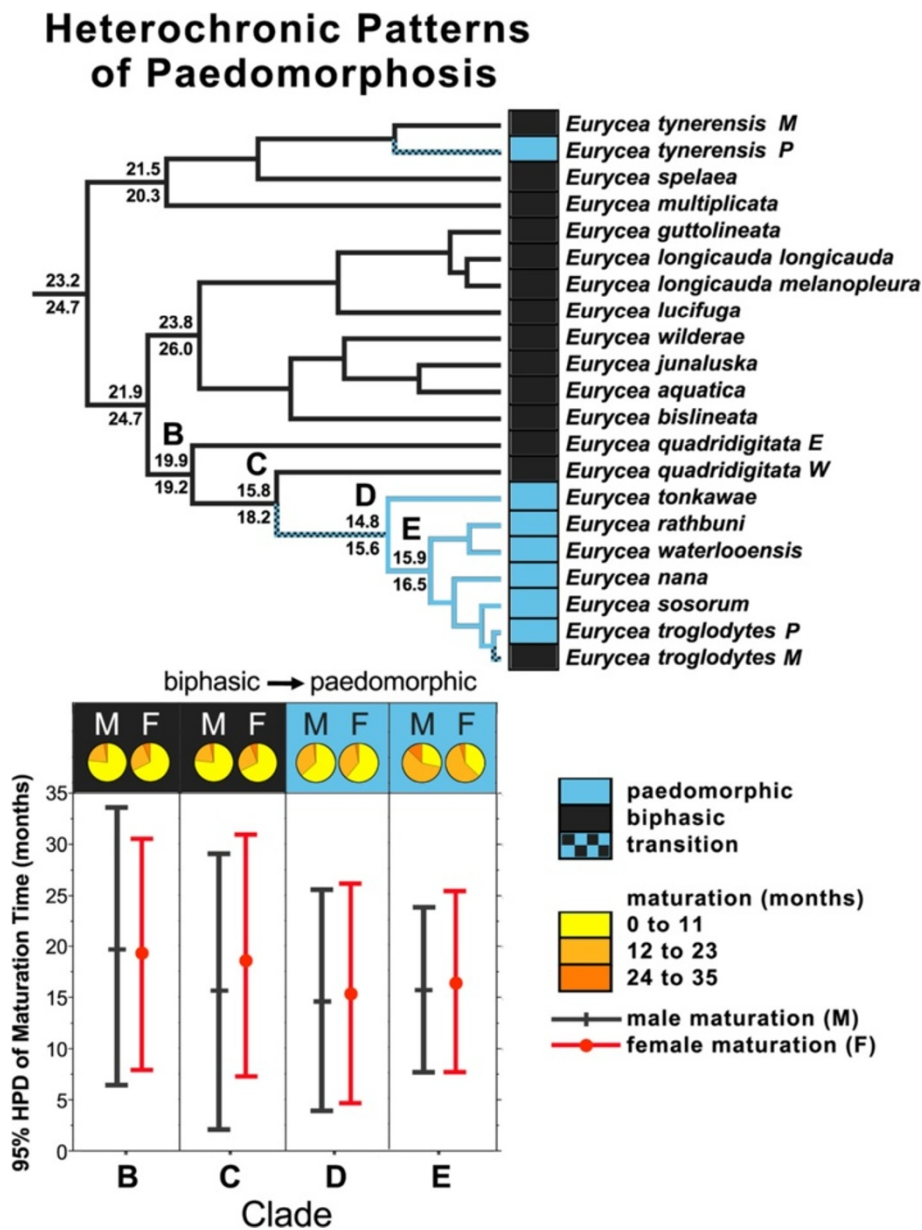 Heterochronic Patterns
of Paedomorphosis
Eurycea tynerensis M
Eurycea tynerensis P
21.5
Eurycea spelaea
20.3
Eurycea multiplicata
Eurycea guttolineata
Eurycea longicauda longicauda
23.2
Eurycea longicauda melanopleura
24.7
Eurycea lucifuga
23.8
Eurycea wilderae
26.0
Eurycea junaluska
21.9
Eurycea aquatica
24.7
Eurycea bislineata
B
Eurycea quadridigitata E
19.9
C
19.2
Eurycea quadridigitata W
15.8
D
Eurycea tonkawae
18.2
14.8
E
Eurycea rathbuni
15.6
15.9
Eurycea waterlooensis
16.5
Eurycea nana
Eurycea sosorum
Eurycea troglodytes P
Eurycea troglodytes M
biphasic → paedomorphic
M F M F M F M F
95% HPD of Maturation Time (months)
35
30
25
20
15
10
5
0
B C D E
Clade
paedomorphic
biphasic
transition
maturation (months)
0 to 11
12 to 23
24 to 35
male maturation (M)
female maturation (F)